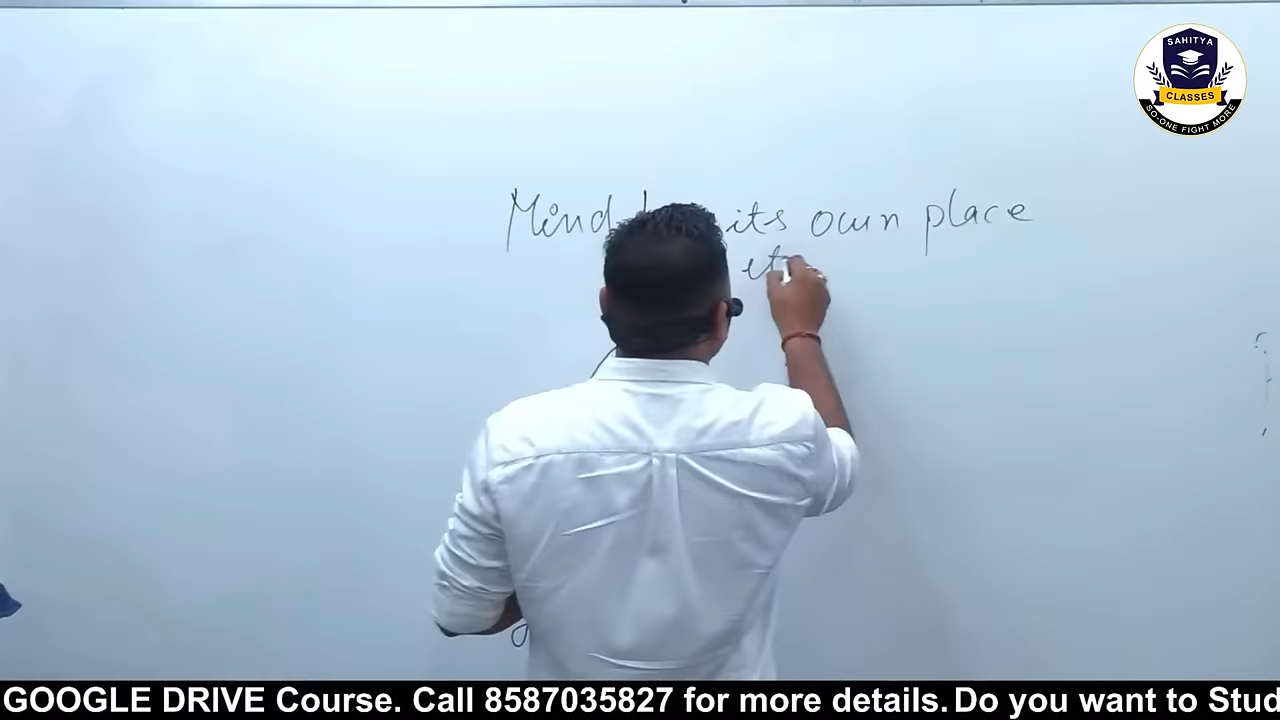 SAHITYA
CLASSES
SO-ONE FIGHT MORE
Mind its own place
GOOGLE DRIVE Course. Call 8587035827 for more details. Do you want to Stud